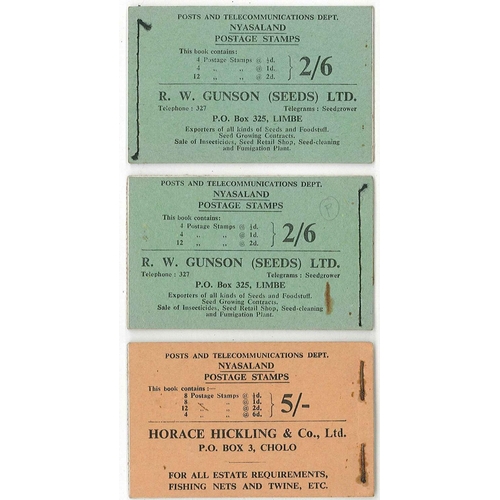 POSTS AND TELECOMMUNICATIONS DEPT.
NYASALAND
POSTAGE STAMPS
This book contains:
4 Postage Stamps @ ½d.
4 „ „ @ 1d.
12 „ „ @ 2d.
2/6
R. W. GUNSON (SEEDS) LTD.
Telephone : 327 Telegrams : Seedgrower
P.O. Box 325, LIMBE
Exporters of all kinds of Seeds and Foodstuff.
Seed Growing Contracts.
Sale of Insecticides, Seed Retail Shop, Seed-cleaning
and Fumigation Plant.
POSTS AND TELECOMMUNICATIONS DEPT.
NYASALAND
POSTAGE STAMPS
This book contains:
4 Postage Stamps @ ½d.
4 „ „ @ 1d.
12 „ „ @ 2d.
2/6
R. W. GUNSON (SEEDS) LTD.
Telephone : 327 Telegrams : Seedgrower
P.O. Box 325, LIMBE
Exporters of all kinds of Seeds and Foodstuff.
Seed Growing Contracts.
Sale of Insecticides, Seed Retail Shop, Seed-cleaning
and Fumigation Plant.
POSTS AND TELECOMMUNICATIONS DEPT.
NYASALAND
POSTAGE STAMPS
This book contains :—
8 Postage Stamps @ ½d.
8 „ „ @ 1d.
12 „ „ @ 2d.
4 „ „ @ 6d.
5/-
HORACE HICKLING & Co., Ltd.
P.O. BOX 3, CHOLO
FOR ALL ESTATE REQUIREMENTS,
FISHING NETS AND TWINE, ETC.